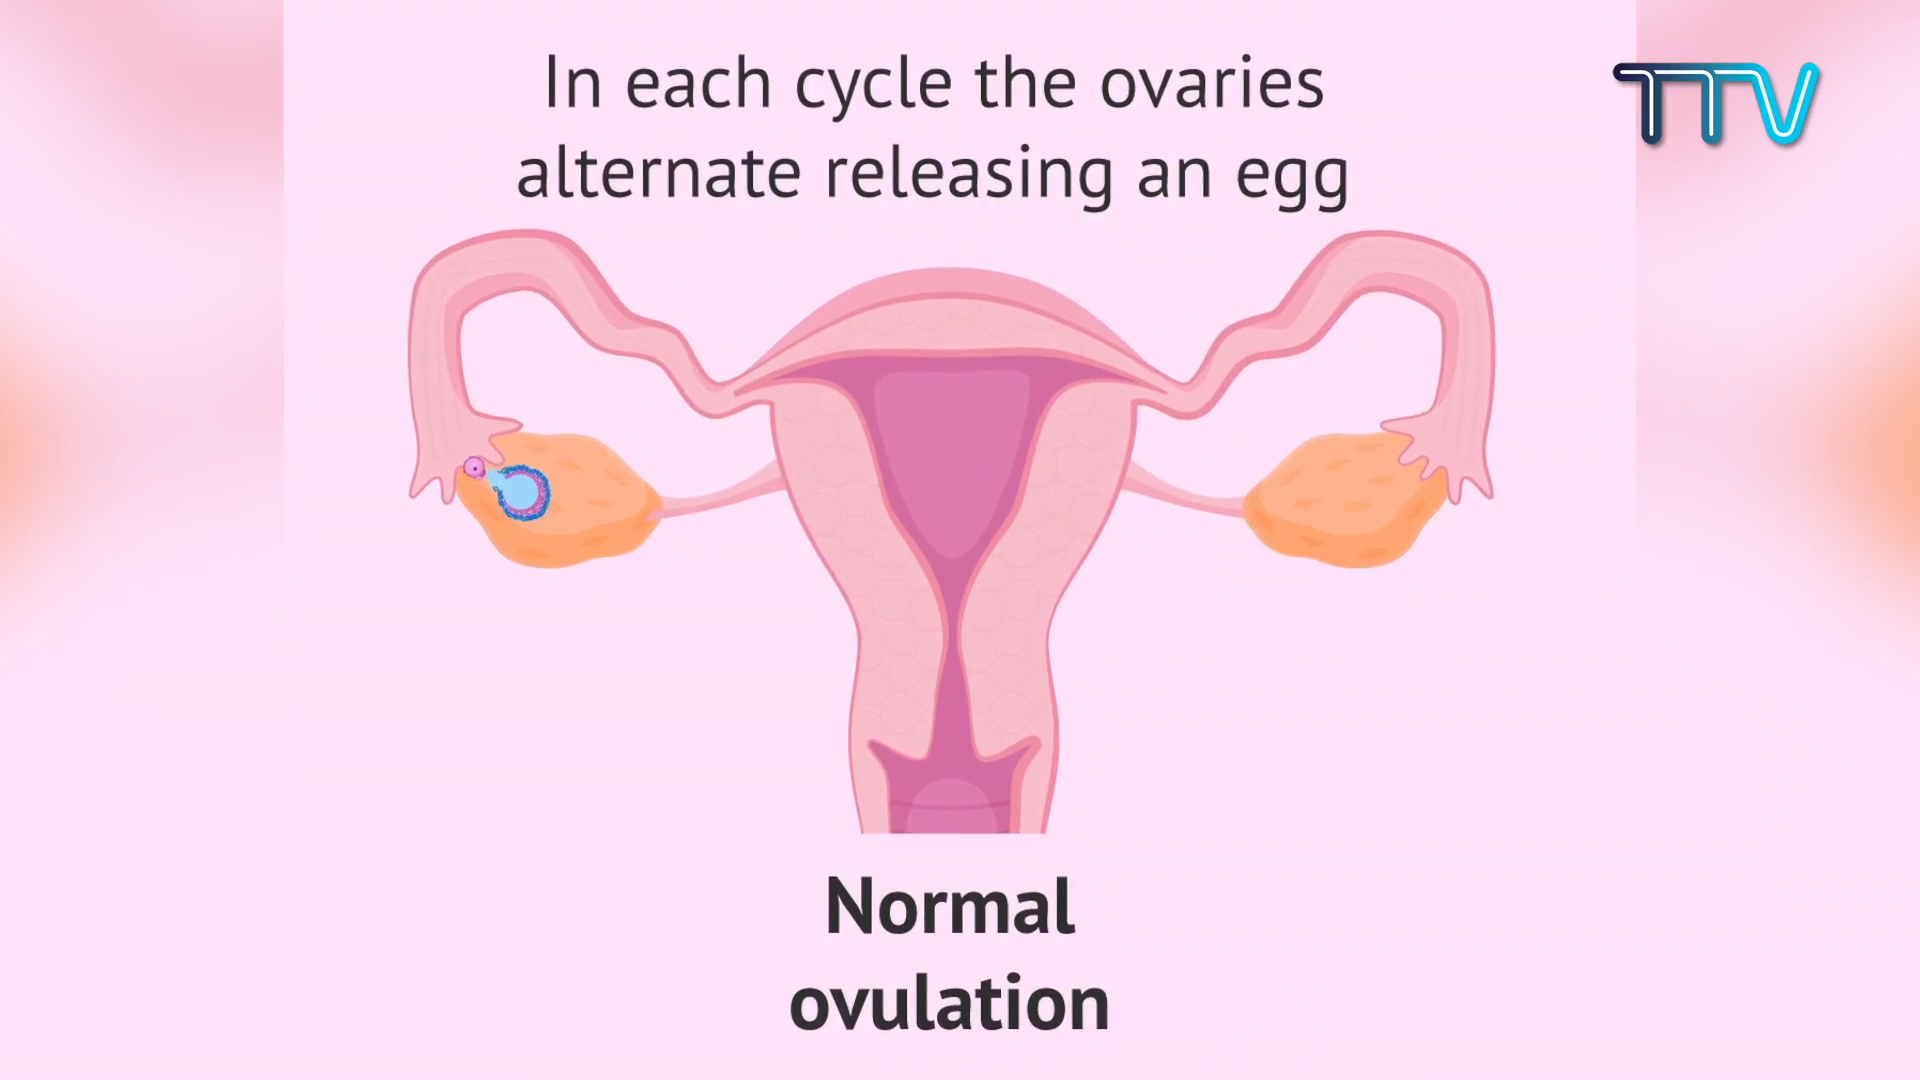 In each cycle the ovaries
alternate releasing an egg
TTV
Normal
ovulation